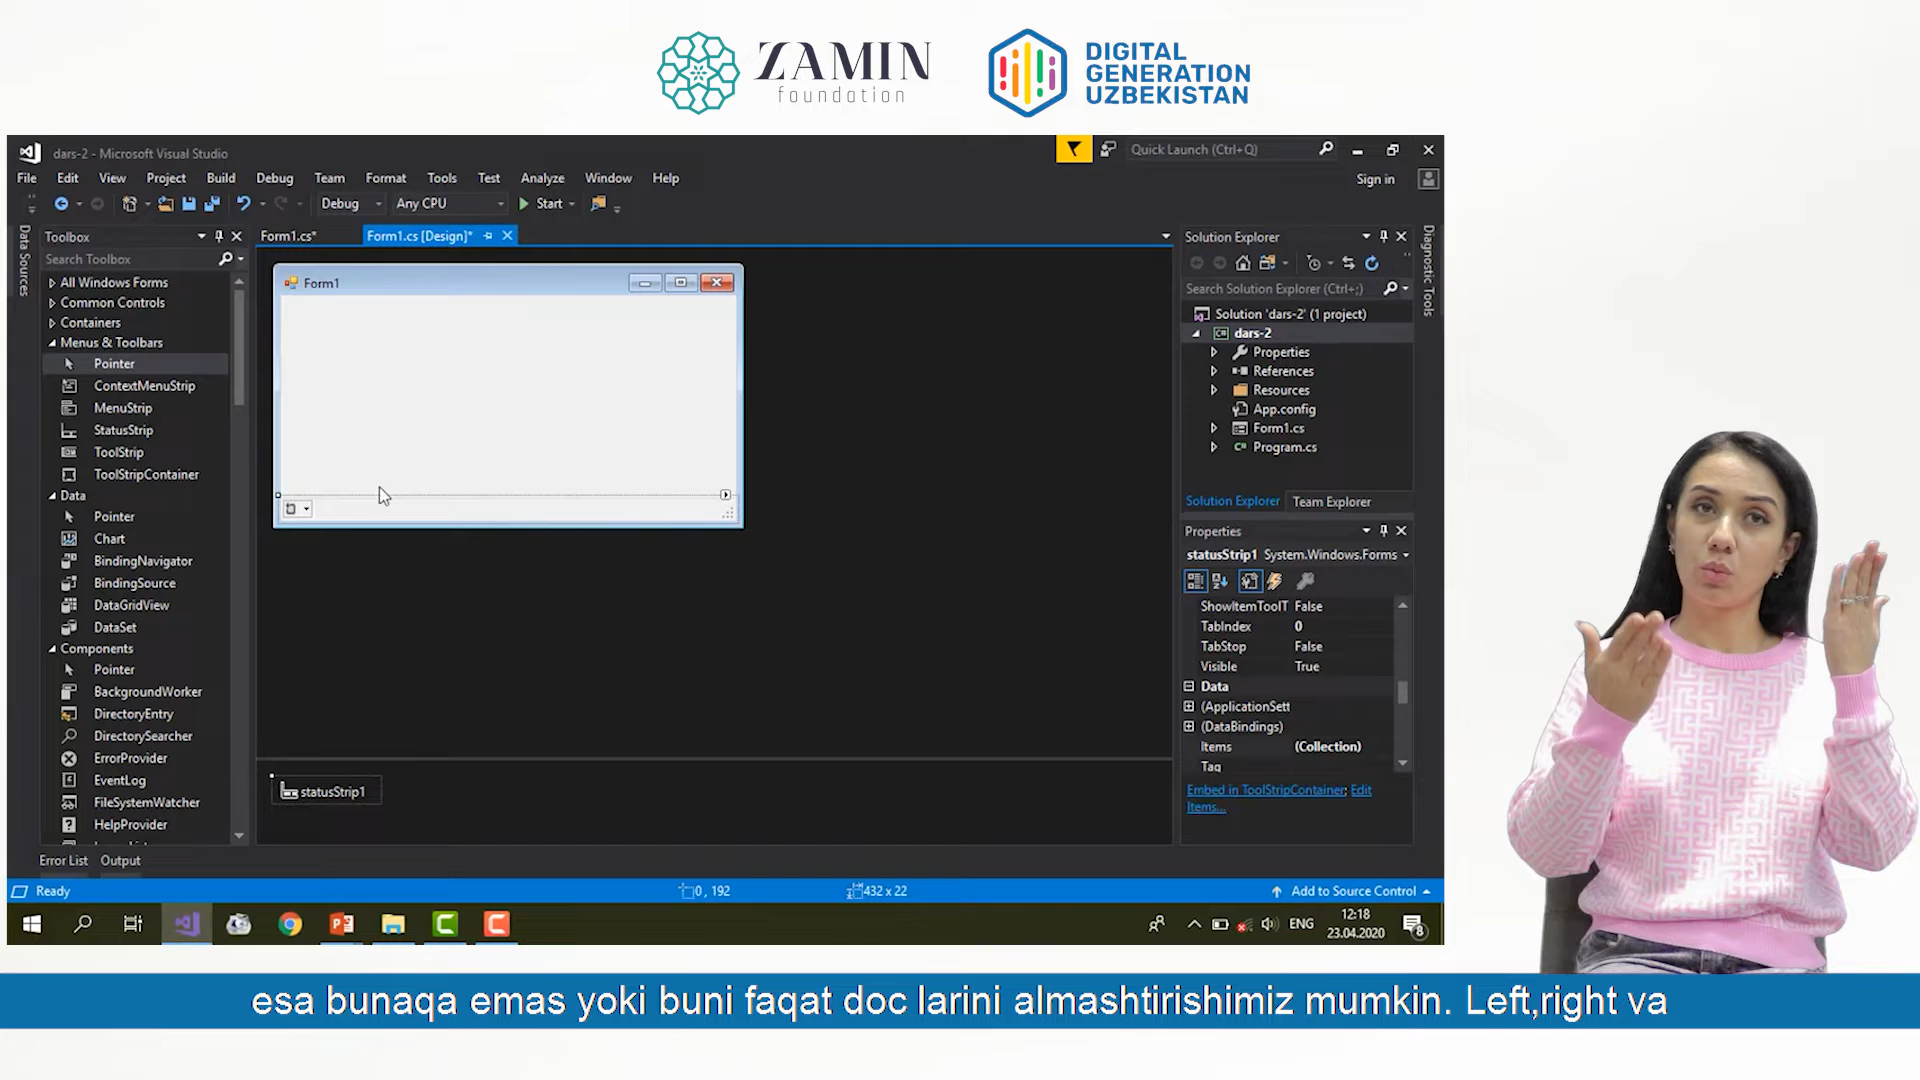 ZAMIN
foundation
DIGITAL
GENERATION
UZBEKISTAN
dars-2 - Microsoft Visual Studio
Quick Launch (Ctrl+Q)
File Edit View Project Build Debug Team Format Tools Test Analyze Window Help
Sign in
Debug Any CPU Start
Data Sources
Toolbox
Search Toolbox
All Windows Forms
Common Controls
Containers
Menus & Toolbars
Pointer
ContextMenuStrip
MenuStrip
StatusStrip
ToolStrip
ToolStripContainer
Data
Pointer
Chart
BindingNavigator
BindingSource
DataGridView
DataSet
Components
Pointer
BackgroundWorker
DirectoryEntry
DirectorySearcher
ErrorProvider
EventLog
FileSystemWatcher
HelpProvider
Form1.cs*
Form1.cs [Design]*
Form1
statusStrip1
Solution Explorer
Search Solution Explorer (Ctrl+;)
Solution 'dars-2' (1 project)
dars-2
Properties
References
Resources
App.config
Form1.cs
Program.cs
Solution Explorer Team Explorer
Diagnostic Tools
Properties
statusStrip1 System.Windows.Forms
ShowItemToolT False
TabIndex 0
TabStop False
Visible True
Data
(ApplicationSett
(DataBindings)
Items (Collection)
Tag
Embed in ToolStripContainer; Edit
Items...
Error List Output
Ready
0 , 192
432 x 22
Add to Source Control
ENG
12:18
23.04.2020
8
esa bunaqa emas yoki buni faqat doc larini almashtirishimiz mumkin. Left,right va